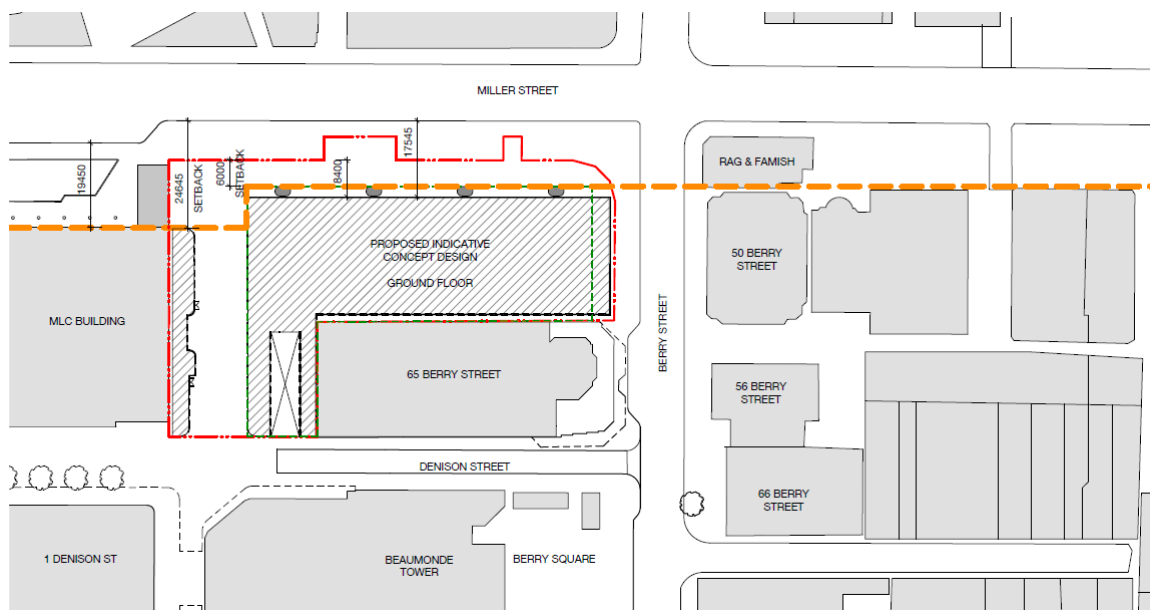 MILLER STREET
19450
24645
SETBACK
6000
SETBACK
8400
17545
RAG & FAMISH
PROPOSED INDICATIVE
CONCEPT DESIGN
GROUND FLOOR
50 BERRY
STREET
MLC BUILDING
BERRY STREET
65 BERRY STREET
56 BERRY
STREET
DENISON STREET
66 BERRY
STREET
1 DENISON ST
BEAUMONDE
TOWER
BERRY SQUARE